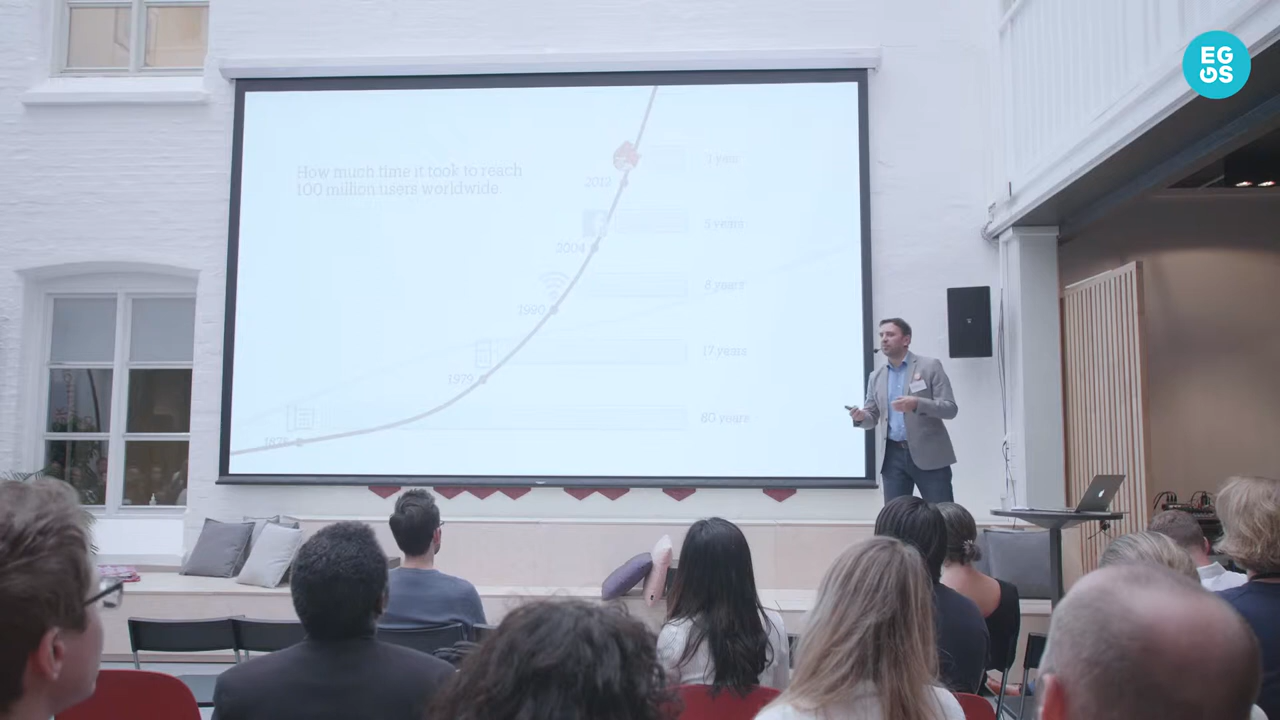 EG
GS
How much time it took to reach
100 million users worldwide.
1 year
2012
5 years
2004
8 years
1990
17 years
1979
80 years
1878